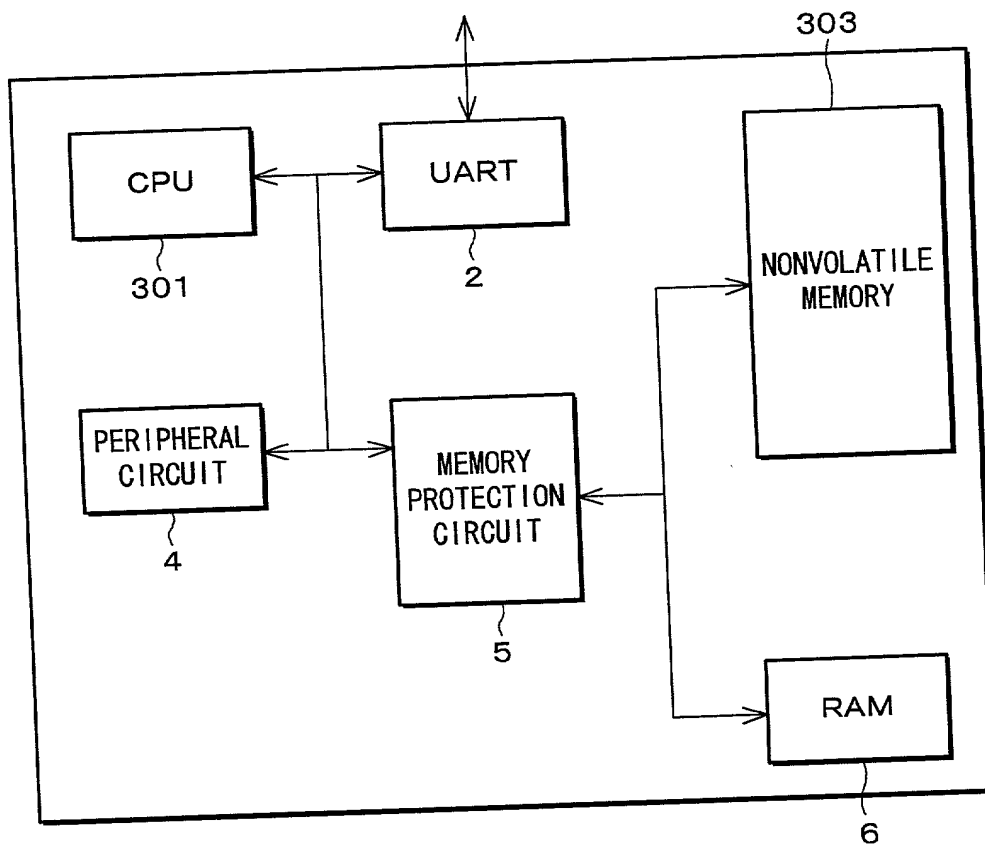 303
CPU
UART
301
2
NONVOLATILE
MEMORY
PERIPHERAL
CIRCUIT
4
MEMORY
PROTECTION
CIRCUIT
5
RAM
6